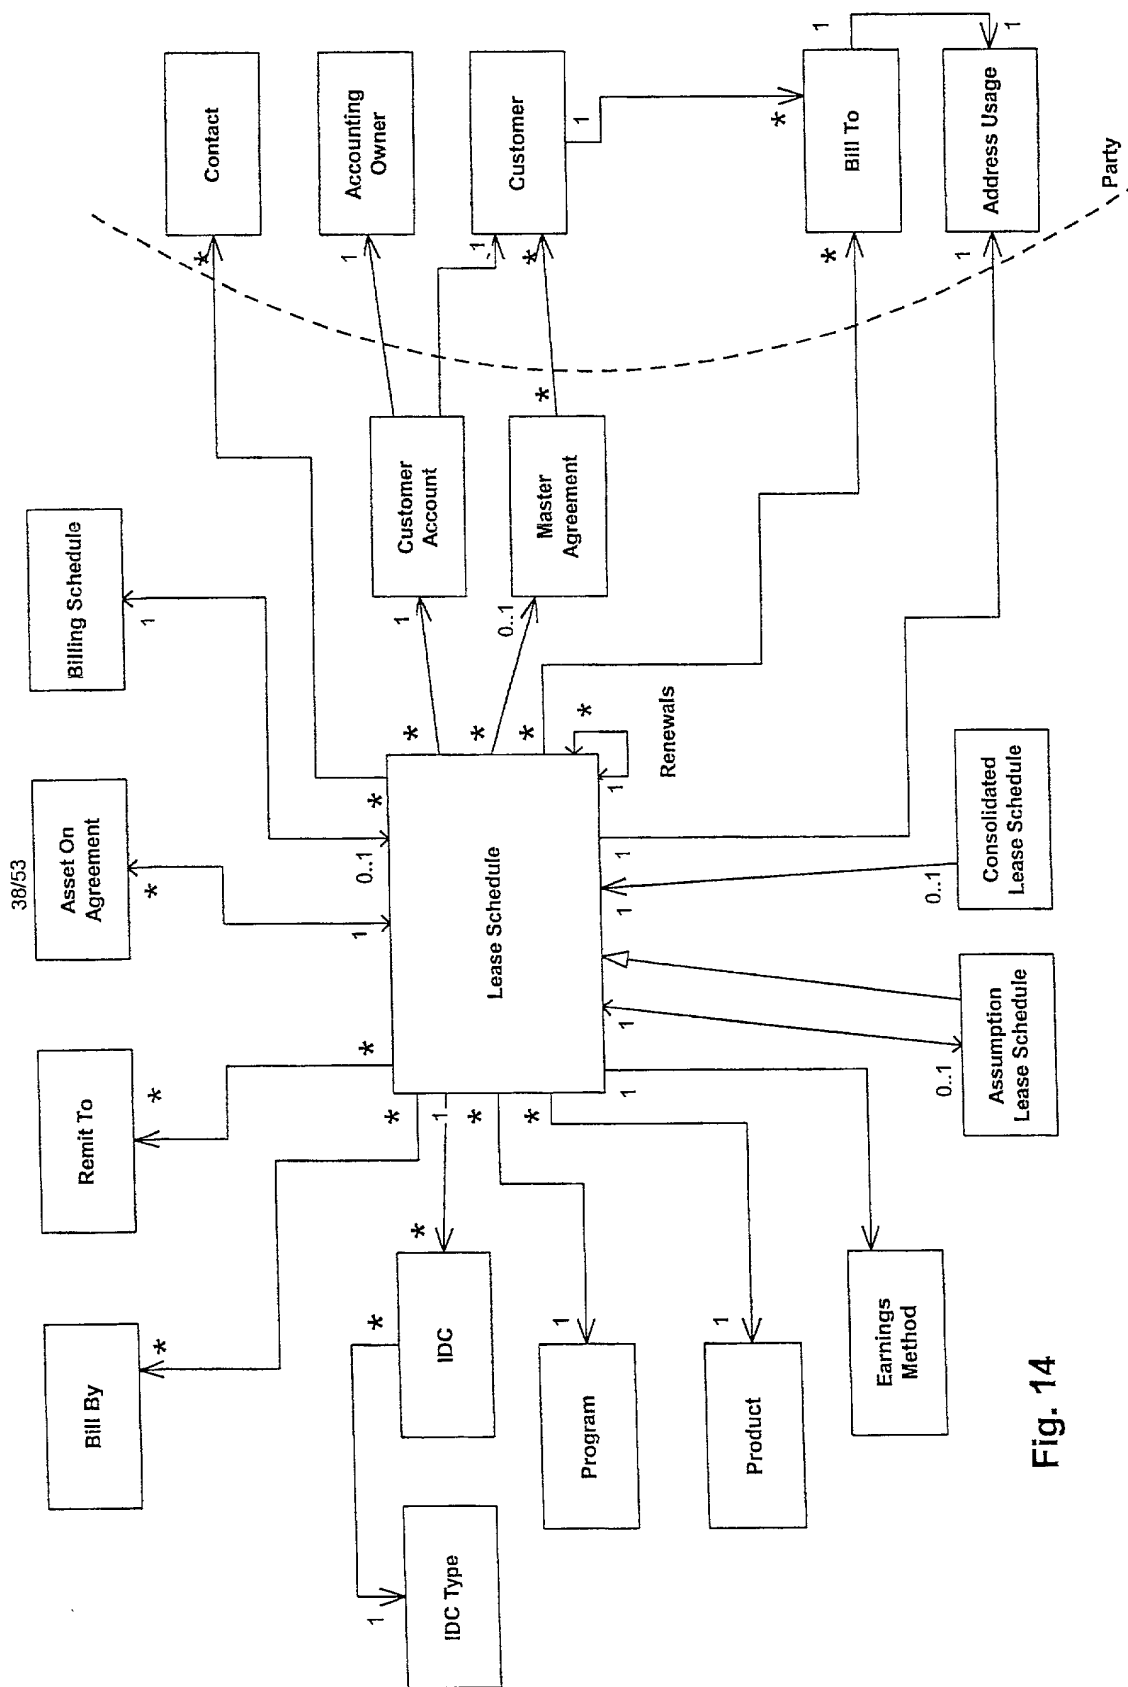 38/53
Contact
*
Accounting
Owner
1
Customer
.1
*
1
*
Bill To
*
1
1
Address Usage
1
Party
Billing Schedule
1
Customer
Account
1
Master
Agreement
0..1
*
Asset On
Agreement
*
1
0..1
*
*
*
*
*
1
Renewals
Lease Schedule
1
1
Consolidated
Lease Schedule
0..1
1
Assumption
Lease Schedule
0..1
Remit To
*
*
Bill By
*
*
1
*
*
1
IDC
*
*
IDC Type
1
Program
1
Product
1
Earnings
Method
Fig. 14